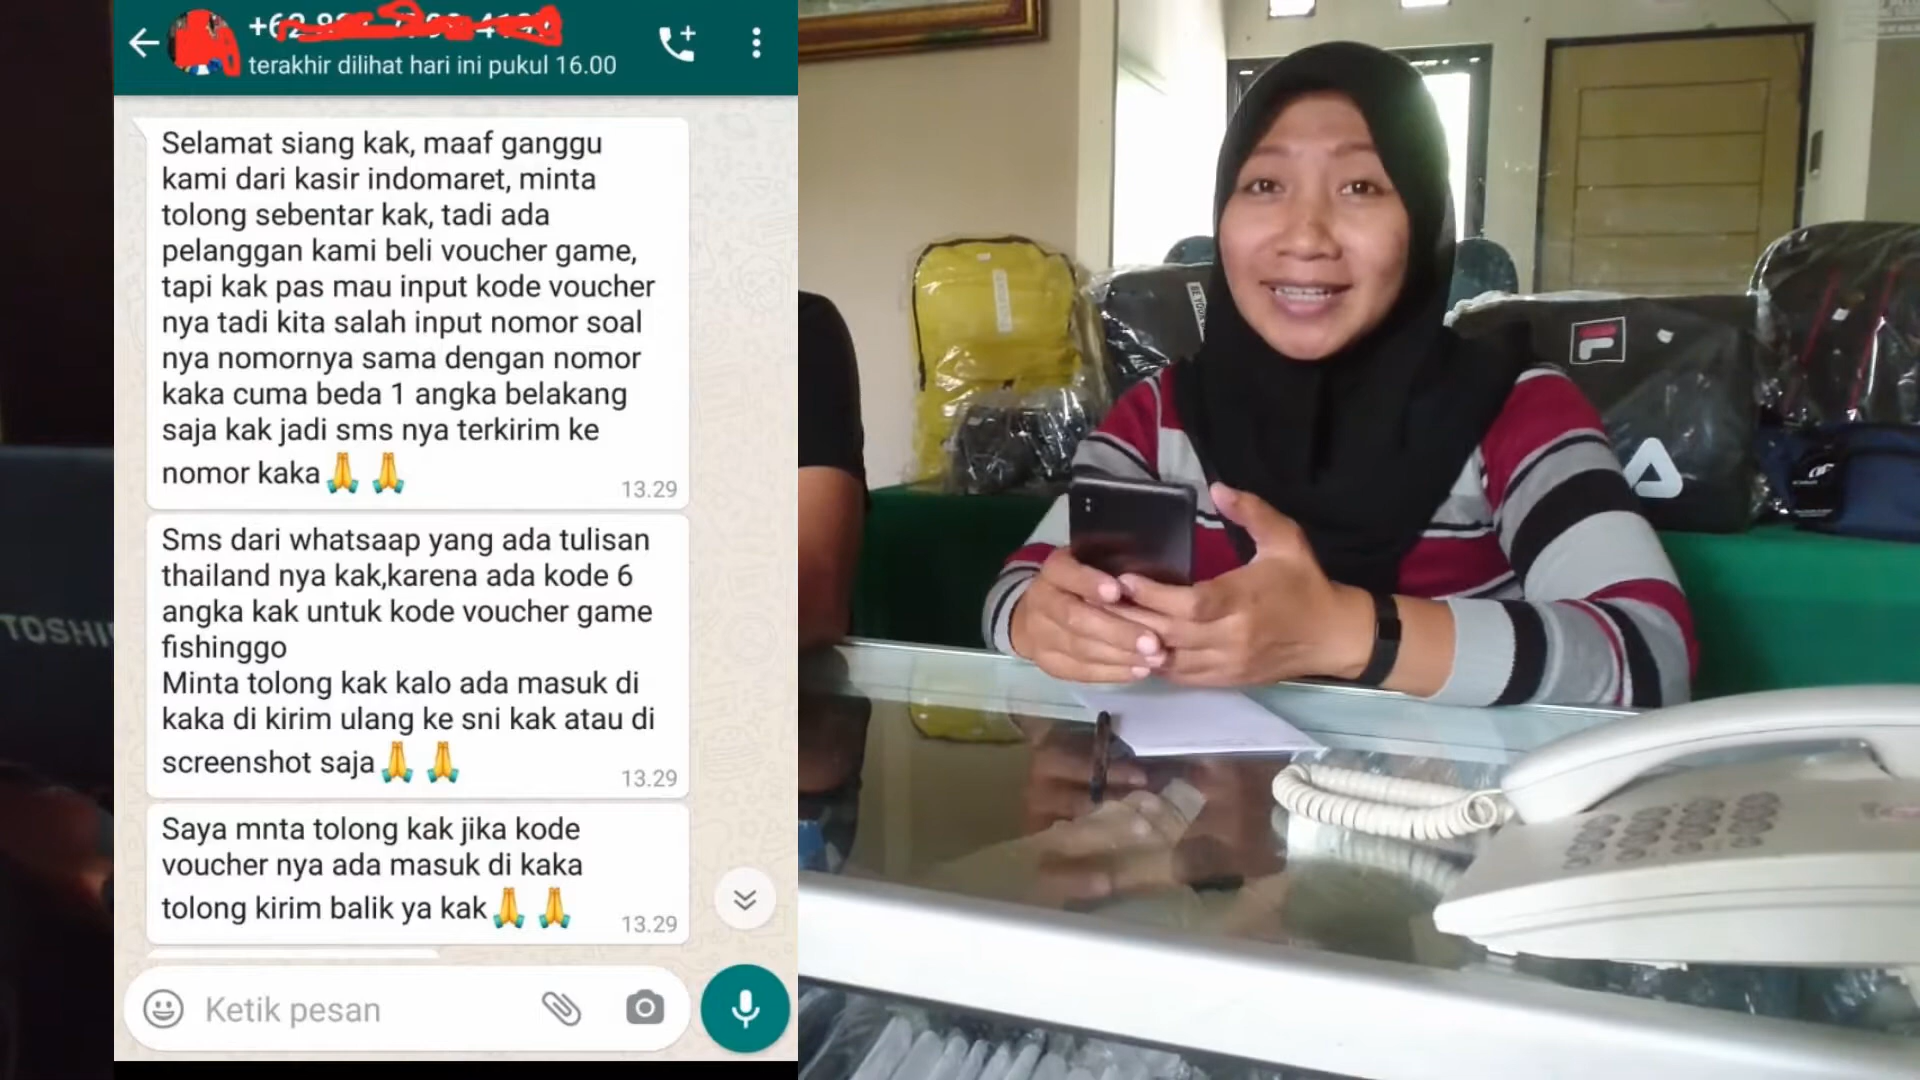 terakhir dilihat hari ini pukul 16.00
Selamat siang kak, maaf ganggu
kami dari kasir indomaret, minta
tolong sebentar kak, tadi ada
pelanggan kami beli voucher game,
tapi kak pas mau input kode voucher
nya tadi kita salah input nomor soal
nya nomornya sama dengan nomor
kaka cuma beda 1 angka belakang
saja kak jadi sms nya terkirim ke
nomor kaka🙏 🙏
13.29
Sms dari whatsaap yang ada tulisan
thailand nya kak,karena ada kode 6
angka kak untuk kode voucher game
fishinggo
Minta tolong kak kalo ada masuk di
kaka di kirim ulang ke sni kak atau di
screenshot saja🙏 🙏
13.29
Saya mnta tolong kak jika kode
voucher nya ada masuk di kaka
tolong kirim balik ya kak🙏 🙏
13.29
Ketik pesan
TOSHI
FILA